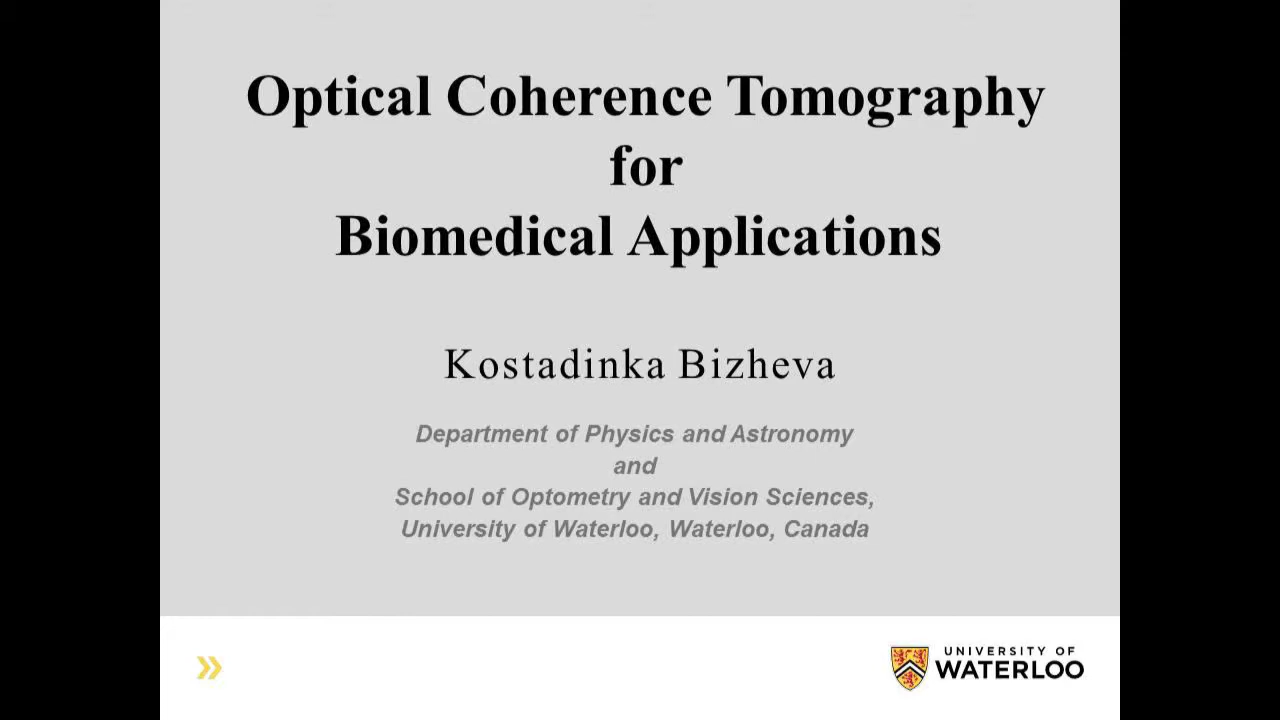 Optical Coherence Tomography
for
Biomedical Applications
Kostadinka Bizheva
Department of Physics and Astronomy
and
School of Optometry and Vision Sciences,
University of Waterloo, Waterloo, Canada
UNIVERSITY OF
WATERLOO